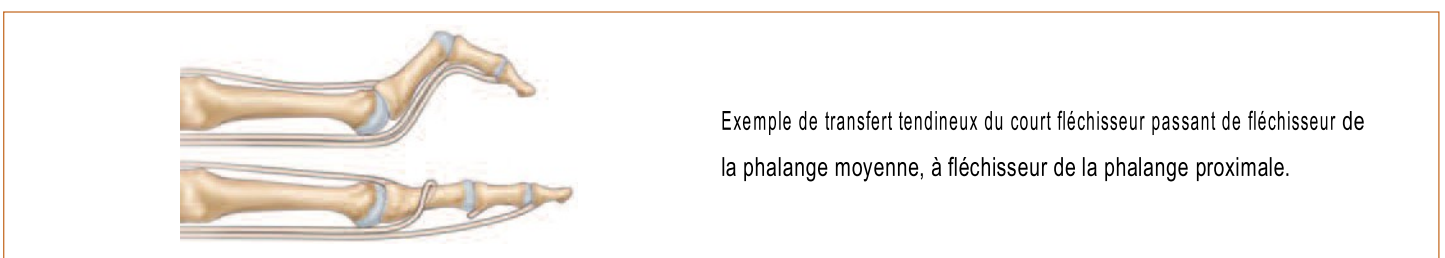 Exemple de transfert tendineux du court fléchisseur passant de fléchisseur de
la phalange moyenne, à fléchisseur de la phalange proximale.